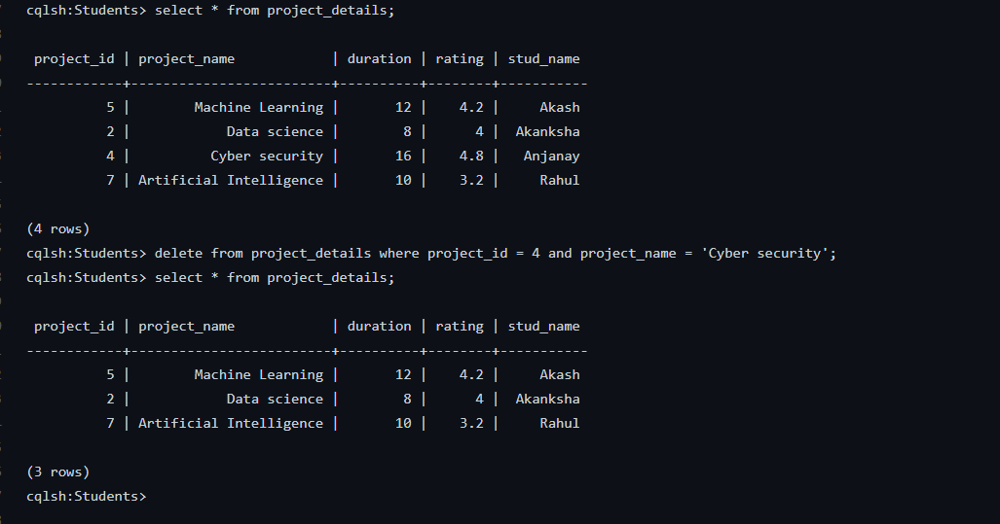 cqlsh:Students> select * from project_details;
 project_id | project_name            | duration | rating | stud_name
------------+-------------------------+----------+--------+-----------
          5 |        Machine Learning |       12 |    4.2 |     Akash
          2 |            Data science |        8 |      4 |  Akanksha
          4 |          Cyber security |       16 |    4.8 |   Anjanay
          7 | Artificial Intelligence |       10 |    3.2 |     Rahul
(4 rows)
cqlsh:Students> delete from project_details where project_id = 4 and project_name = 'Cyber security';
cqlsh:Students> select * from project_details;
 project_id | project_name            | duration | rating | stud_name
------------+-------------------------+----------+--------+-----------
          5 |        Machine Learning |       12 |    4.2 |     Akash
          2 |            Data science |        8 |      4 |  Akanksha
          7 | Artificial Intelligence |       10 |    3.2 |     Rahul
(3 rows)
cqlsh:Students>